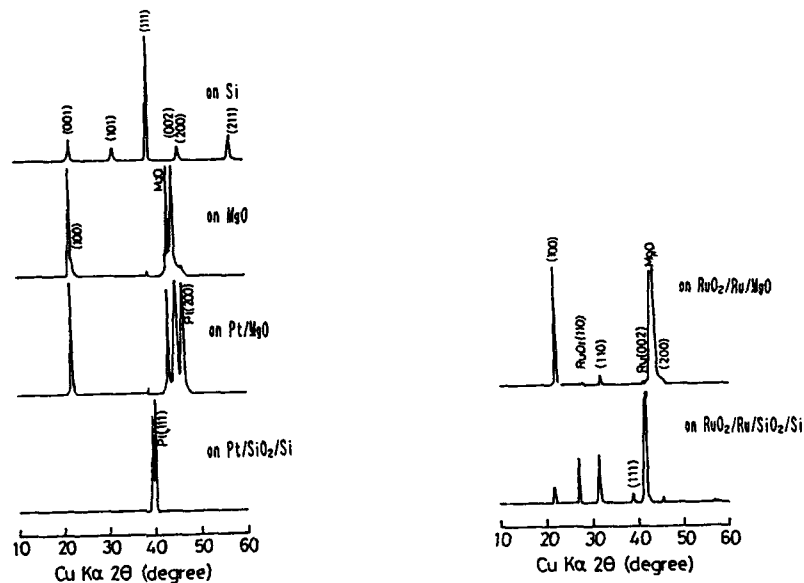 (001)
(101)
(111)
(002)
(200)
(211)
on Si
(100)
MgO
on MgO
Pt(200)
on Pt/MgO
Pt(111)
on Pt/SiO₂/Si
10 20 30 40 50 60
Cu Kα 2θ (degree)
(100)
RuO₂(110)
(110)
Ru(002)
MgO
(200)
on RuO₂/Ru/MgO
(111)
on RuO₂/Ru/SiO₂/Si
10 20 30 40 50 60
Cu Kα 2θ (degree)